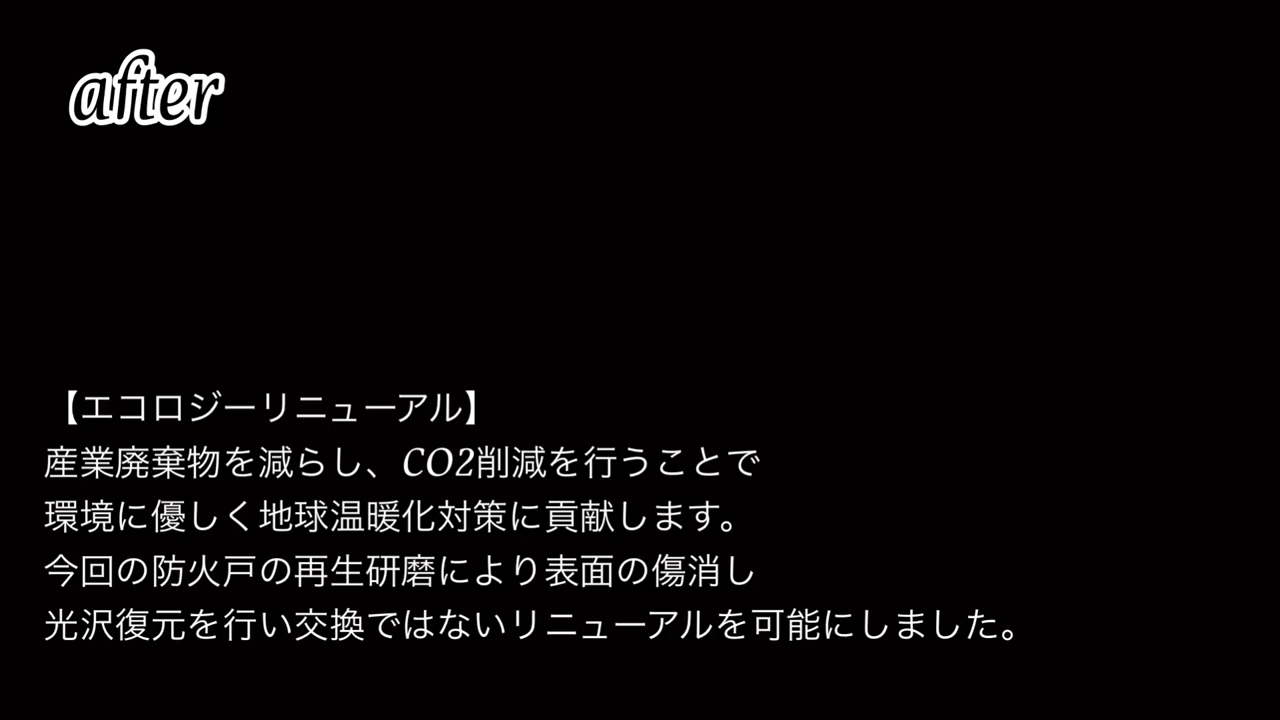 after
【エコロジーリニューアル】
産業廃棄物を減らし、CO2削減を行うことで
環境に優しく地球温暖化対策に貢献します。
今回の防火戸の再生研磨により表面の傷消し
光沢復元を行い交換ではないリニューアルを可能にしました。